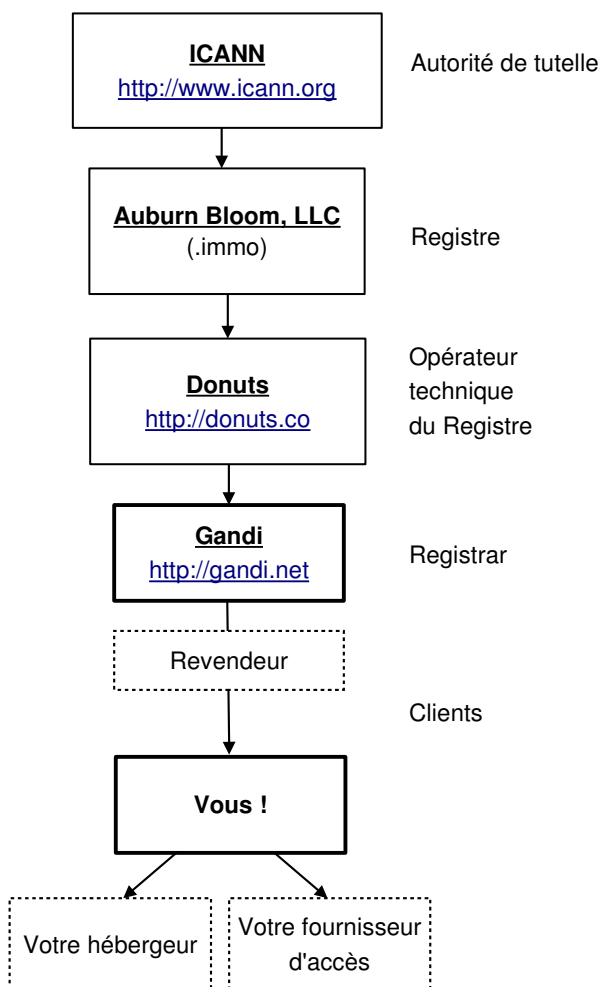 ICANN
http://www.icann.org
Autorité de tutelle
Auburn Bloom, LLC
(.immo)
Registre
Donuts
http://donuts.co
Opérateur
technique
du Registre
Gandi
http://gandi.net
Registrar
Revendeur
Clients
Vous !
Votre hébergeur
Votre fournisseur
d'accès